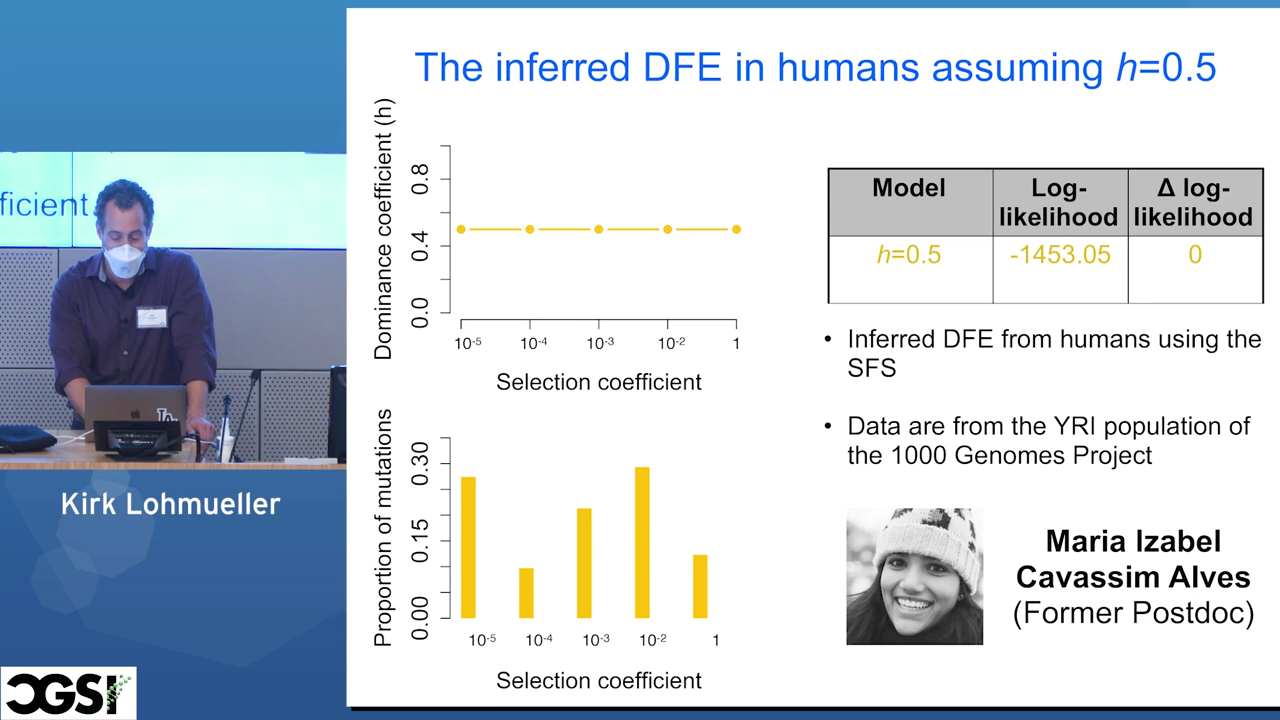 The inferred DFE in humans assuming h=0.5
Dominance coefficient (h)
0.8
0.4
0.0
10-5
10-4
10-3
10-2
1
Selection coefficient
Proportion of mutations
0.30
0.15
0.00
10-5
10-4
10-3
10-2
1
Selection coefficient
Model
Log-
likelihood
Δ log-
likelihood
h=0.5
-1453.05
0
• Inferred DFE from humans using the
SFS
• Data are from the YRI population of
the 1000 Genomes Project
Maria Izabel
Cavassim Alves
(Former Postdoc)
ficient
LA
Kirk Lohmueller
CGSI